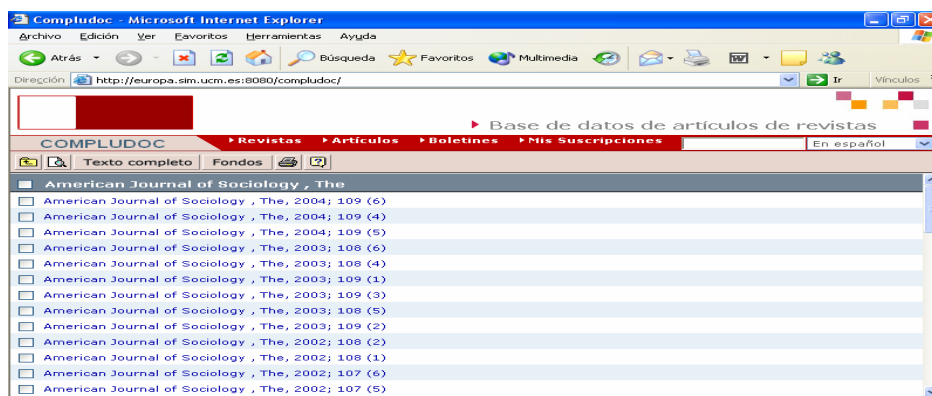 Compludoc - Microsoft Internet Explorer
Archivo Edición Ver Favoritos Herramientas Ayuda
Atrás Búsqueda Favoritos Multimedia
Dirección http://europa.sim.ucm.es:8080/compludoc/ Ir Vínculos
Base de datos de artículos de revistas
COMPLUDOC Revistas Artículos Boletines Mis Suscripciones En español
Texto completo Fondos
American Journal of Sociology , The
American Journal of Sociology , The, 2004; 109 (6)
American Journal of Sociology , The, 2004; 109 (4)
American Journal of Sociology , The, 2004; 109 (5)
American Journal of Sociology , The, 2003; 108 (6)
American Journal of Sociology , The, 2003; 108 (4)
American Journal of Sociology , The, 2003; 109 (1)
American Journal of Sociology , The, 2003; 109 (3)
American Journal of Sociology , The, 2003; 108 (5)
American Journal of Sociology , The, 2003; 109 (2)
American Journal of Sociology , The, 2002; 108 (2)
American Journal of Sociology , The, 2002; 108 (1)
American Journal of Sociology , The, 2002; 107 (6)
American Journal of Sociology , The, 2002; 107 (5)